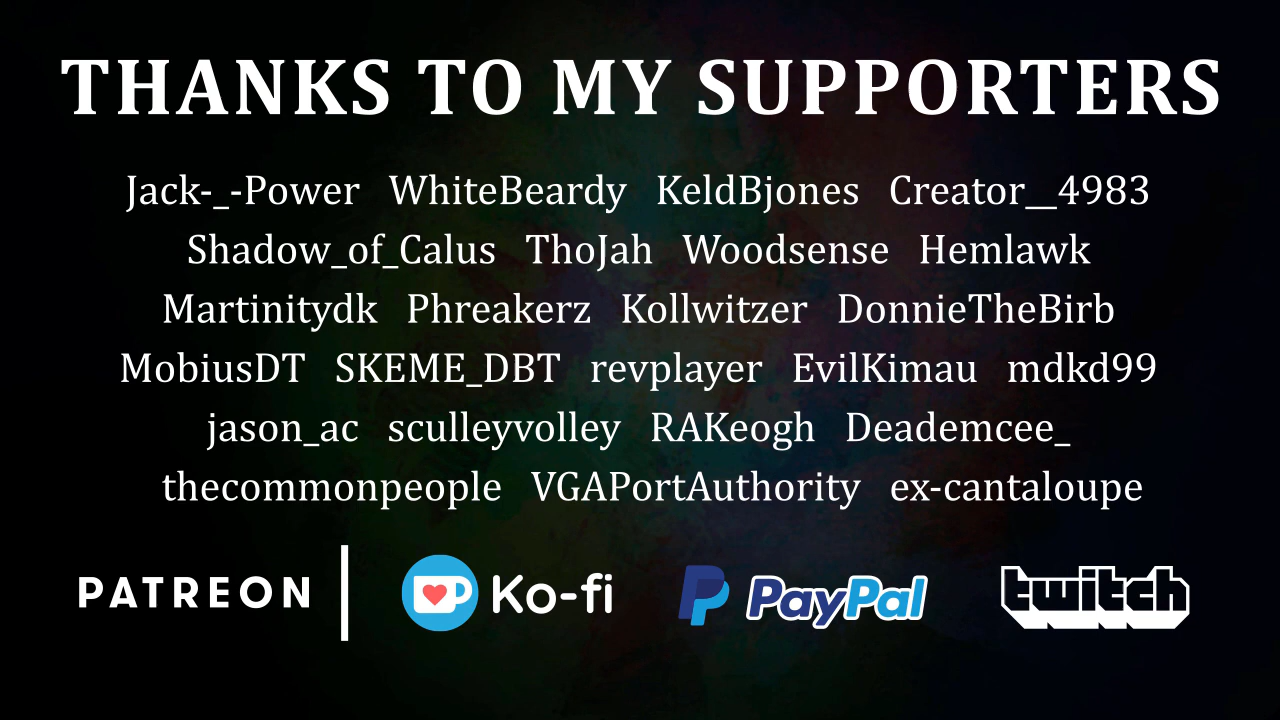 THANKS TO MY SUPPORTERS
Jack-_-Power WhiteBeardy KeldBjones Creator__4983
Shadow_of_Calus ThoJah Woodsense Hemlawk
Martinitydk Phreakerz Kollwitzer DonnieTheBirb
MobiusDT SKEME_DBT revplayer EvilKimau mdkd99
jason_ac sculleyvolley RAKeogh Deademcee_
thecommonpeople VGAPortAuthority ex-cantaloupe
PATREON Ko-fi PayPal twitch